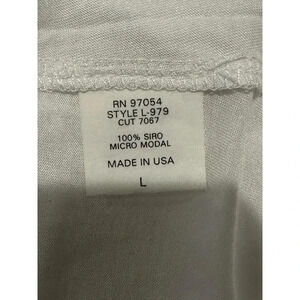 RN 97054
STYLE L-979
CUT 7067
100% SIRO
MICRO MODAL
MADE IN USA
L